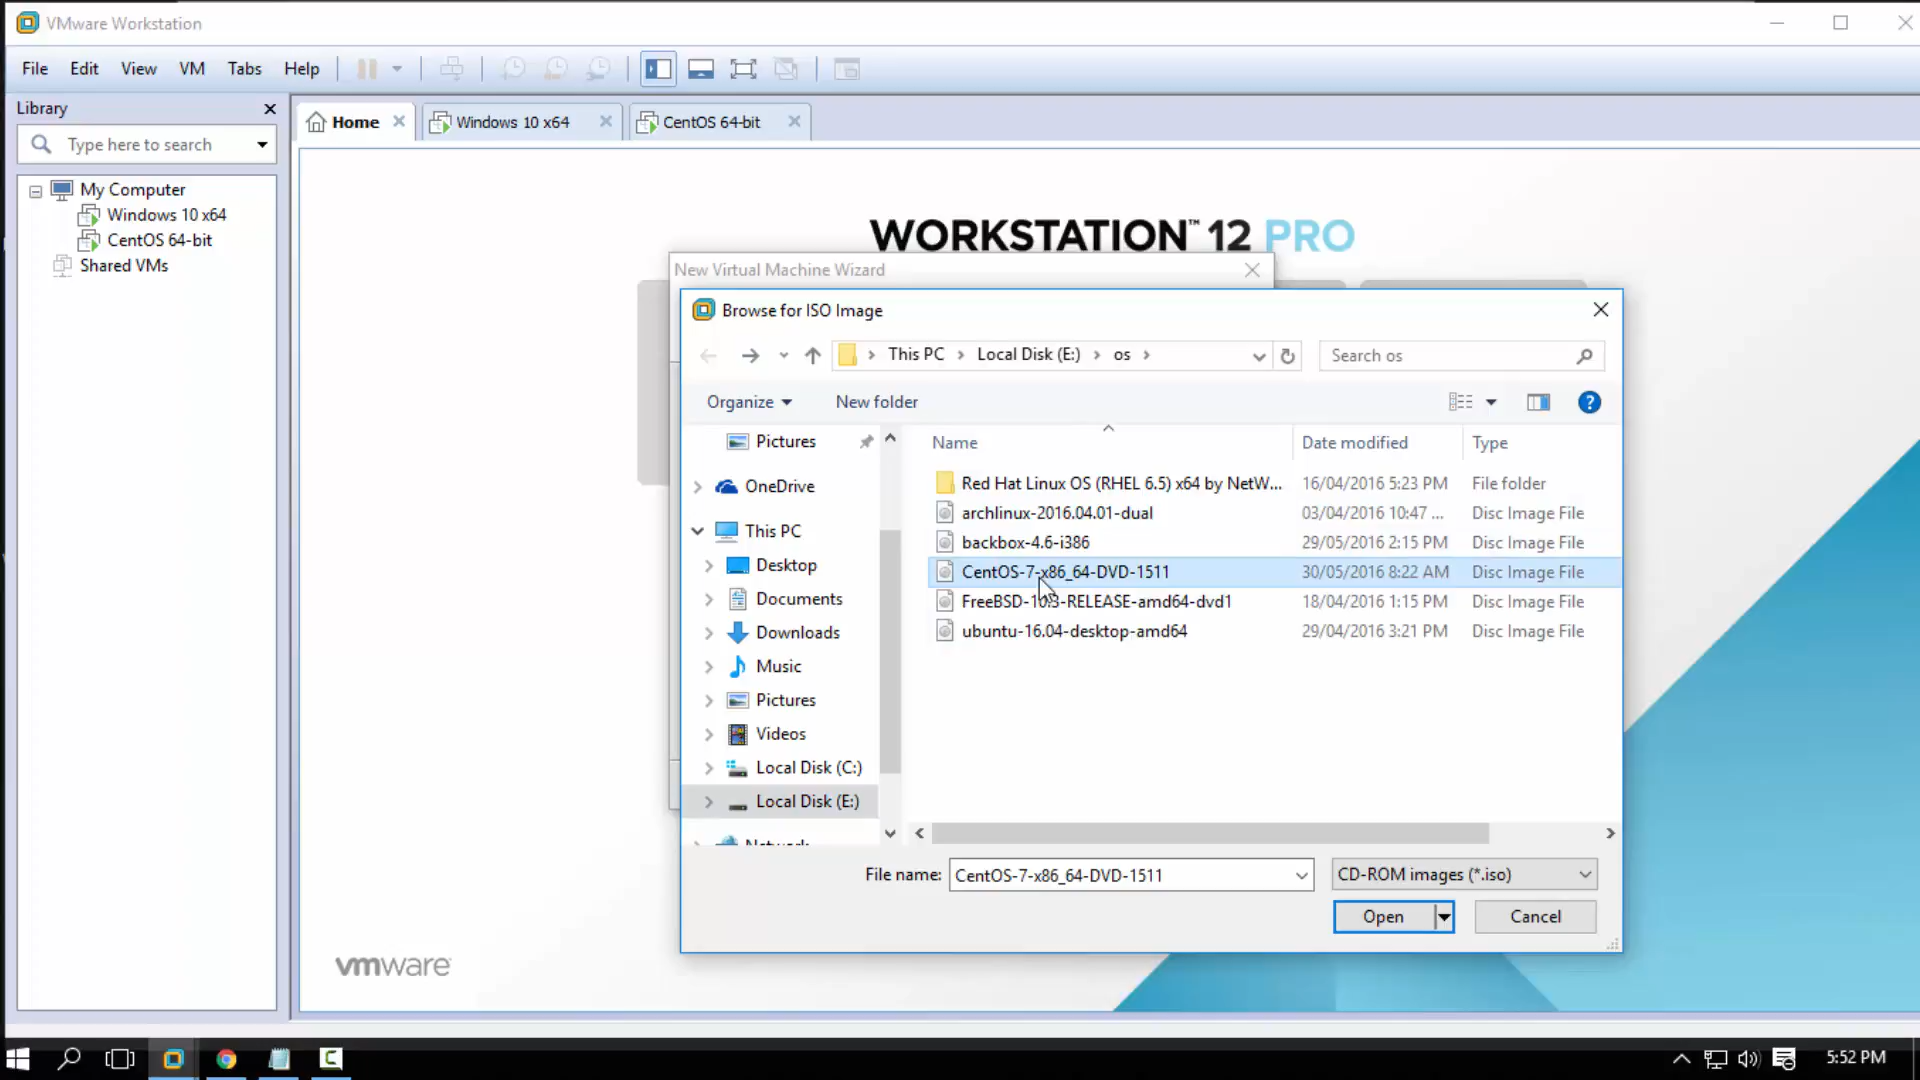 VMware Workstation
File Edit View VM Tabs Help
Library
Type here to search
My Computer
Windows 10 x64
CentOS 64-bit
Shared VMs
Home
Windows 10 x64
CentOS 64-bit
WORKSTATION™ 12 PRO
New Virtual Machine Wizard
Browse for ISO Image
This PC Local Disk (E:) os
Search os
Organize New folder
Pictures
OneDrive
This PC
Desktop
Documents
Downloads
Music
Pictures
Videos
Local Disk (C:)
Local Disk (E:)
Network
Name Date modified Type
Red Hat Linux OS (RHEL 6.5) x64 by NetW... 16/04/2016 5:23 PM File folder
archlinux-2016.04.01-dual 03/04/2016 10:47 ... Disc Image File
backbox-4.6-i386 29/05/2016 2:15 PM Disc Image File
CentOS-7-x86_64-DVD-1511 30/05/2016 8:22 AM Disc Image File
FreeBSD-10.3-RELEASE-amd64-dvd1 18/04/2016 1:15 PM Disc Image File
ubuntu-16.04-desktop-amd64 29/04/2016 3:21 PM Disc Image File
File name: CentOS-7-x86_64-DVD-1511 CD-ROM images (*.iso)
Open Cancel
vmware
5:52 PM